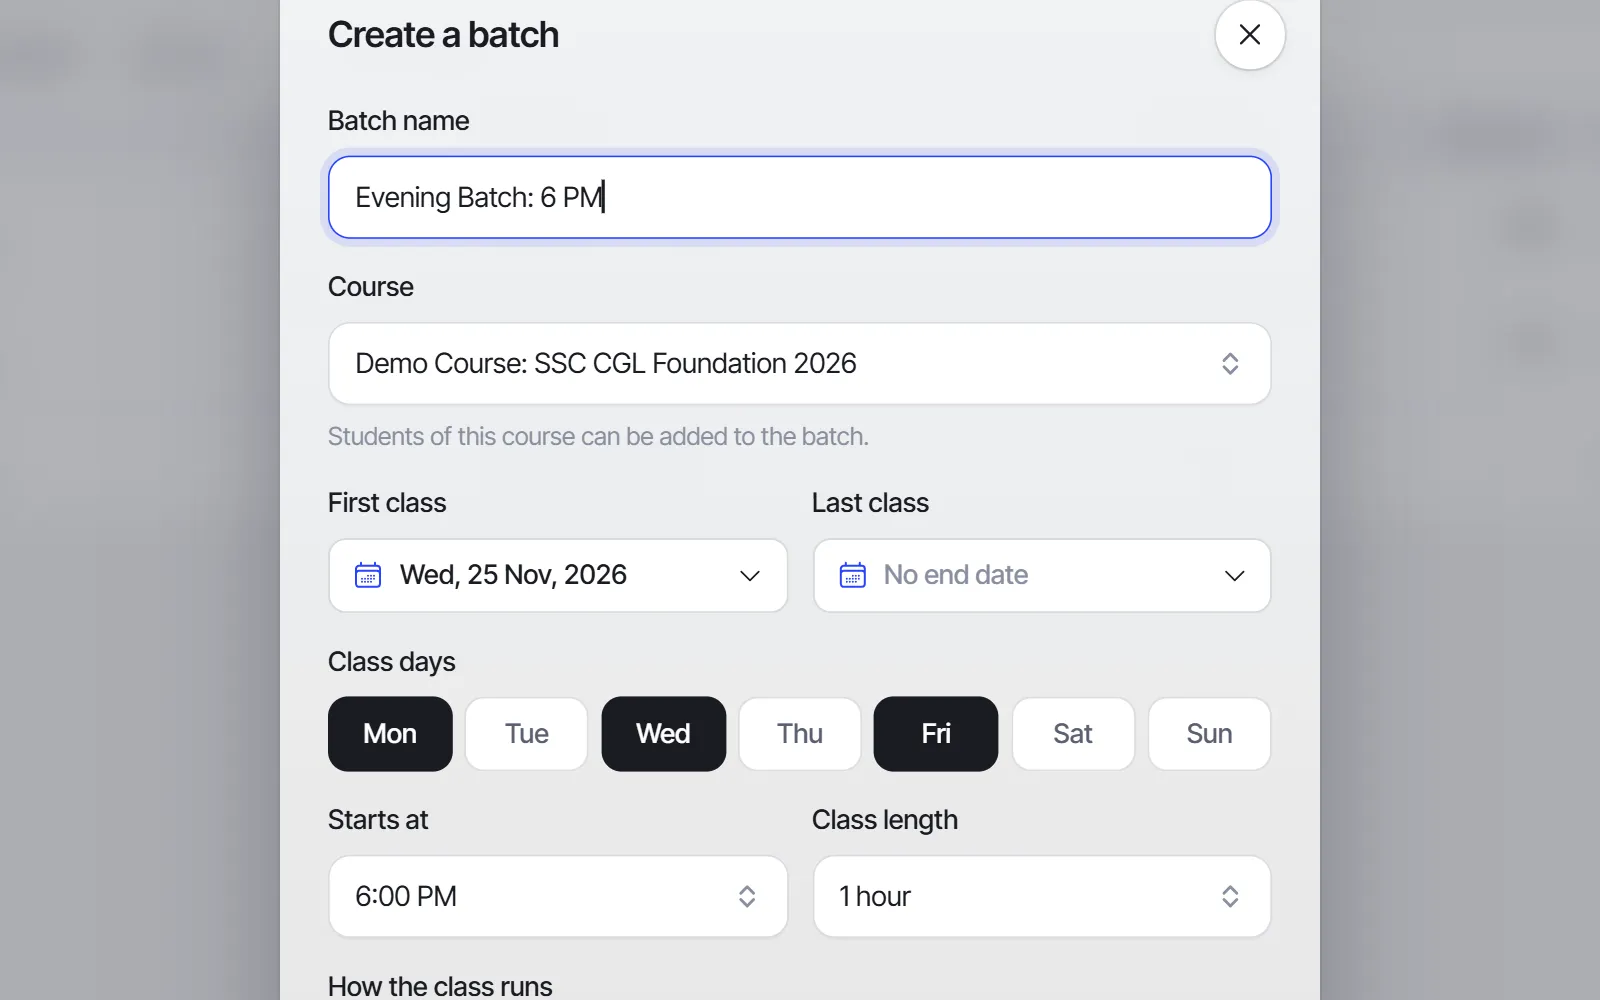 Create a batch
Batch name
Evening Batch: 6 PM
Course
Demo Course: SSC CGL Foundation 2026
Students of this course can be added to the batch.
First class
Last class
Wed, 25 Nov, 2026
No end date
Class days
Mon Tue Wed Thu Fri Sat Sun
Starts at
Class length
6:00 PM
1 hour
How the class runs